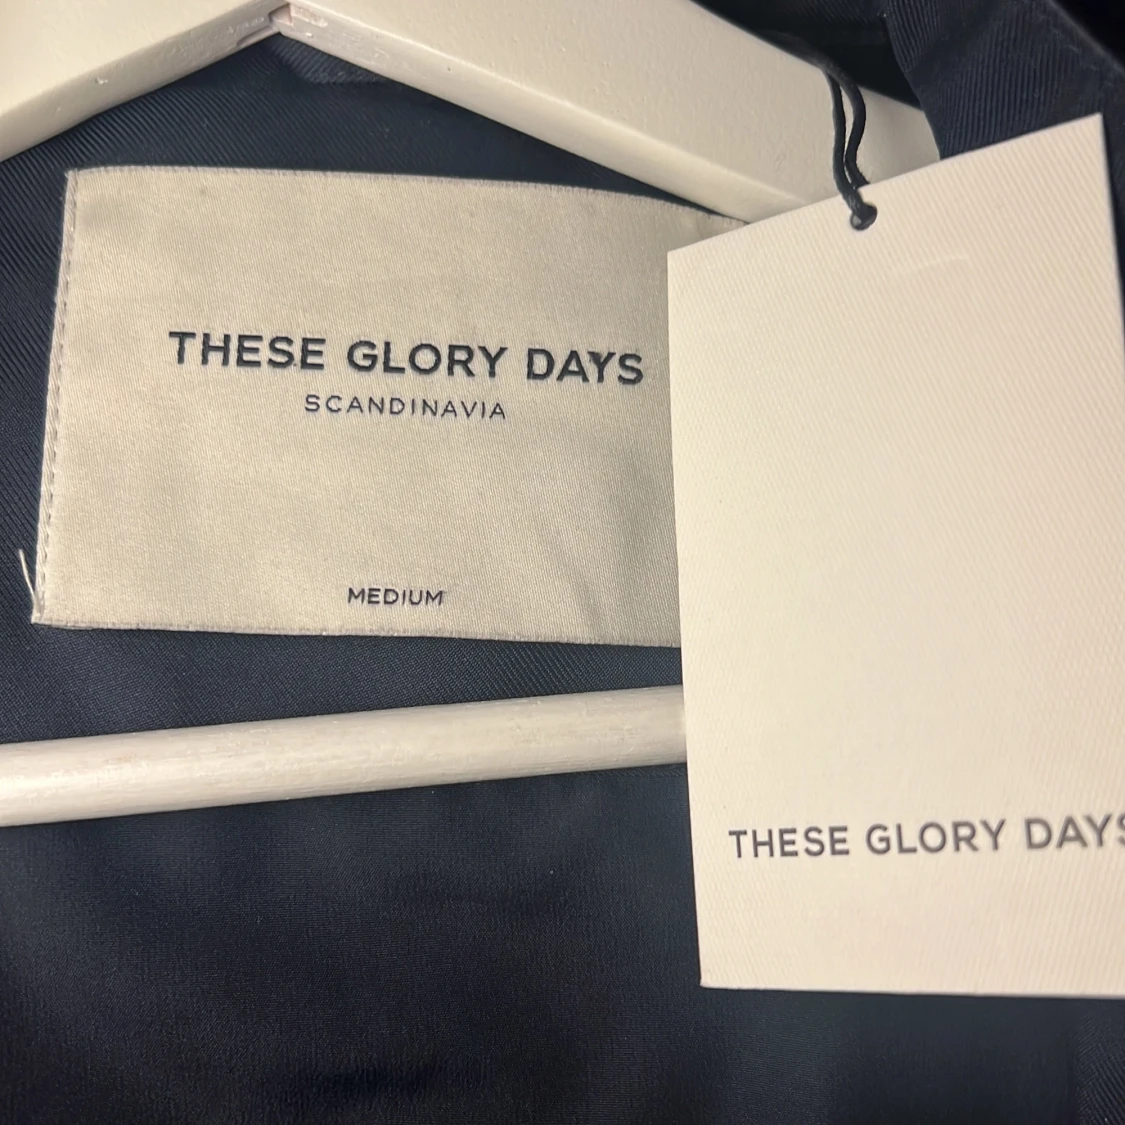 THESE GLORY DAYS
SCANDINAVIA
MEDIUM
THESE GLORY DAYS